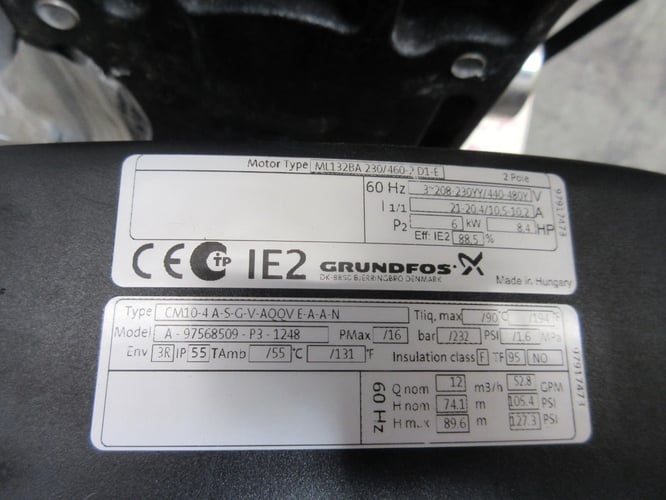 Motor Type ML132BA 230/460-2 D1-E 2 Pole
60 Hz 3~208-230YY/440-480Y V
I 1/1 21-20.4/10.5-10.2 A
P2 6 kW 8.4 HP
Eff: IE2 88.5 %
CE TP IE2 GRUNDFOS
DK-8850 BJERRINGBRO DENMARK
Made in Hungary
97917473
Type CM10-4 A-S-G-V-AQQV E-A-A-N Tliq, max /90 °C /194 °F
Model A - 97568509 - P3 - 1248 PMax /16 bar /232 PSI /1,6 MPa
Env 3R IP 55 TAmb /55 °C /131 °F Insulation class F TF 95 NO
60 Hz
Q nom 12 m3/h 52.8 GPM
H nom 74.1 m 105.4 PSI
H max 89.6 m 127.3 PSI
97917473